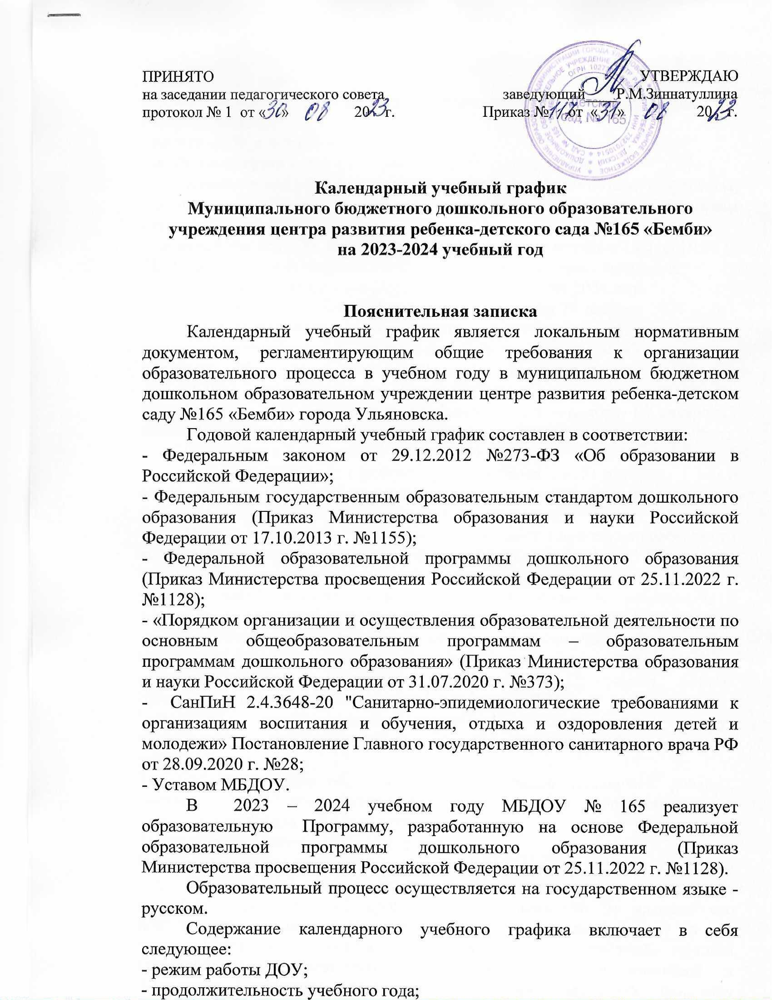 ПРИНЯТО УТВЕРЖДАЮ
на заседании педагогического совета заведующий_____Р.М.Зиннатуллина
протокол № 1 от «30» 08 2023г. Приказ №117 от «31» 08 2023г.
Детский
сад № 165
Календарный учебный график
Муниципального бюджетного дошкольного образовательного
учреждения центра развития ребенка-детского сада №165 «Бемби»
на 2023-2024 учебный год
Пояснительная записка
Календарный учебный график является локальным нормативным
документом, регламентирующим общие требования к организации
образовательного процесса в учебном году в муниципальном бюджетном
дошкольном образовательном учреждении центре развития ребенка-детском
саду №165 «Бемби» города Ульяновска.
Годовой календарный учебный график составлен в соответствии:
- Федеральным законом от 29.12.2012 №273-ФЗ «Об образовании в
Российской Федерации»;
- Федеральным государственным образовательным стандартом дошкольного
образования (Приказ Министерства образования и науки Российской
Федерации от 17.10.2013 г. №1155);
- Федеральной образовательной программы дошкольного образования
(Приказ Министерства просвещения Российской Федерации от 25.11.2022 г.
№1128);
- «Порядком организации и осуществления образовательной деятельности по
основным общеобразовательным программам – образовательным
программам дошкольного образования» (Приказ Министерства образования
и науки Российской Федерации от 31.07.2020 г. №373);
- СанПиН 2.4.3648-20 "Санитарно-эпидемиологические требованиями к
организациям воспитания и обучения, отдыха и оздоровления детей и
молодежи» Постановление Главного государственного санитарного врача РФ
от 28.09.2020 г. №28;
- Уставом МБДОУ.
В 2023 – 2024 учебном году МБДОУ № 165 реализует
образовательную Программу, разработанную на основе Федеральной
образовательной программы дошкольного образования (Приказ
Министерства просвещения Российской Федерации от 25.11.2022 г. №1128).
Образовательный процесс осуществляется на государственном языке -
русском.
Содержание календарного учебного графика включает в себя
следующее:
- режим работы ДОУ;
- продолжительность учебного года;